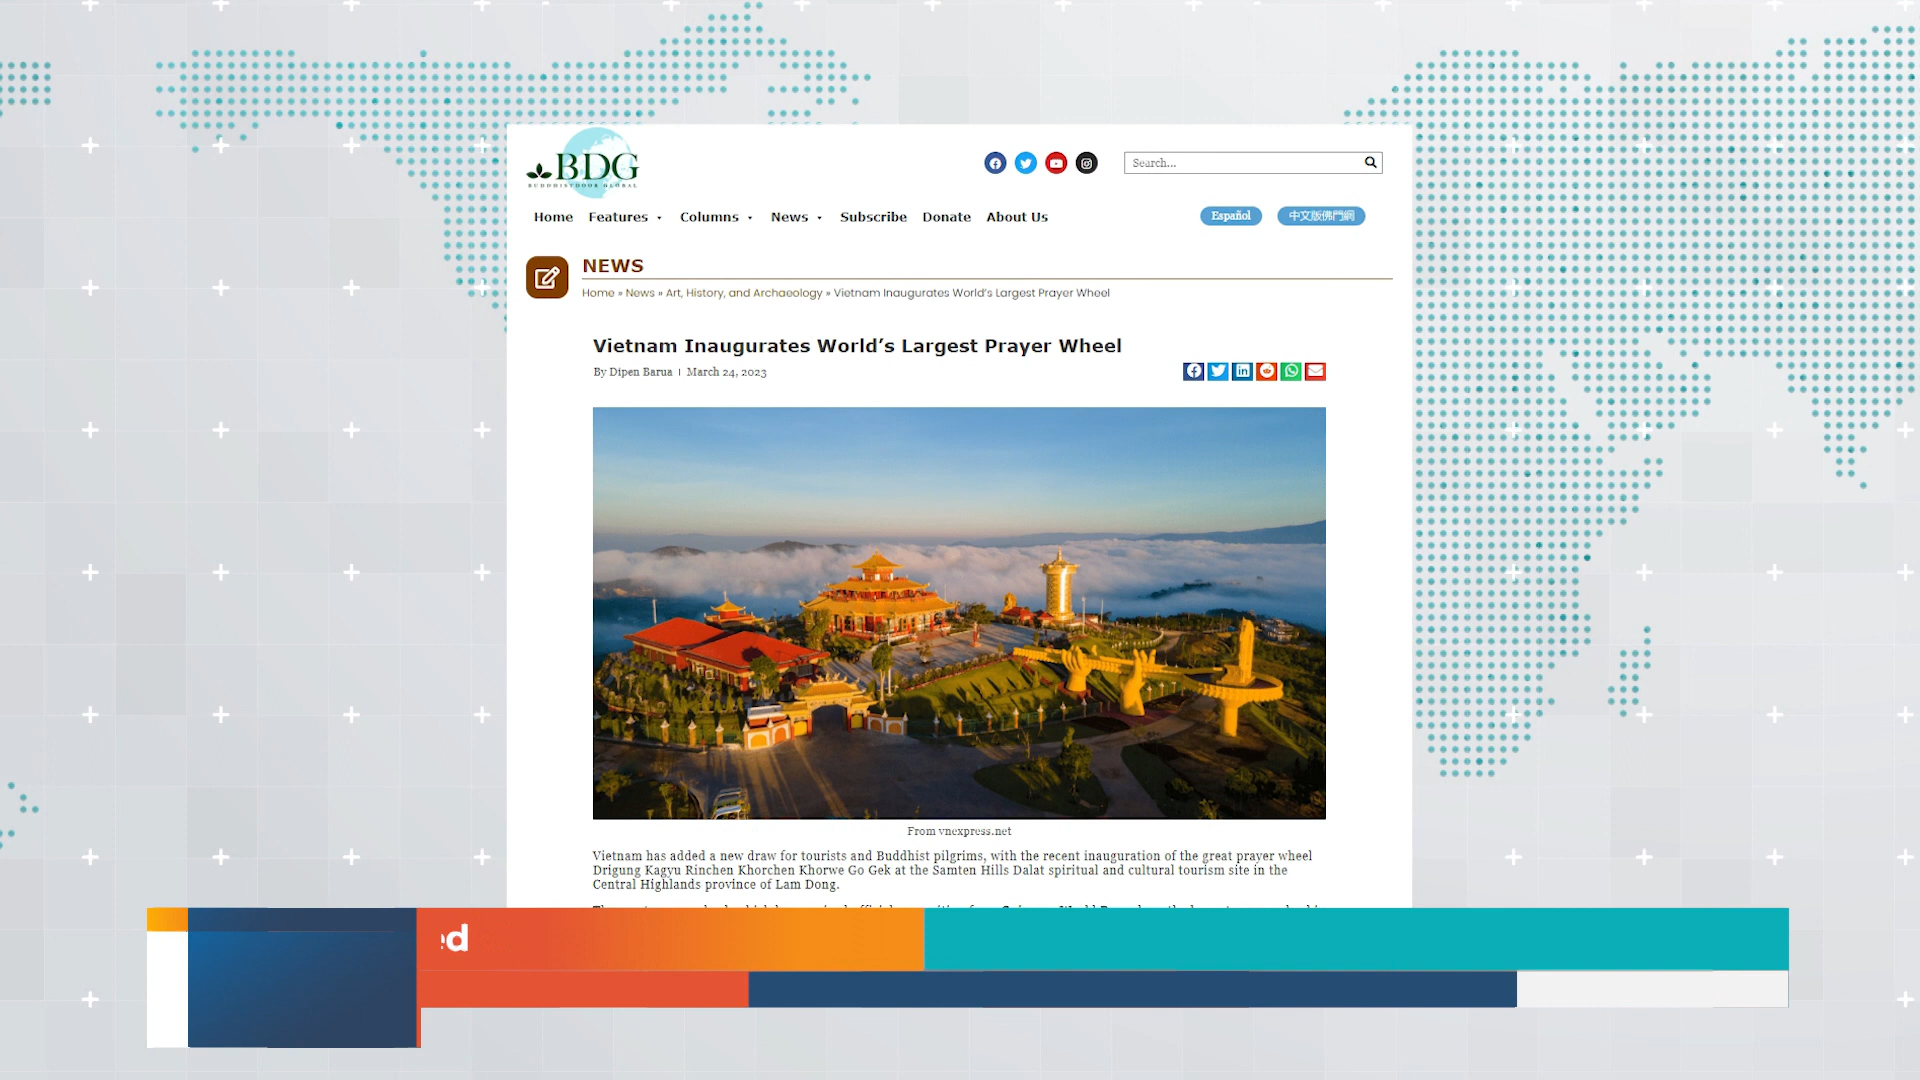 BDG
BUDDHISTDOOR GLOBAL
Search...
Home Features Columns News Subscribe Donate About Us
Español 中文版佛門網
NEWS
Home » News » Art, History, and Archaeology » Vietnam Inaugurates World's Largest Prayer Wheel
Vietnam Inaugurates World's Largest Prayer Wheel
By Dipen Barua | March 24, 2023
From vnexpress.net
Vietnam has added a new draw for tourists and Buddhist pilgrims, with the recent inauguration of the great prayer wheel
Drigung Kagyu Rinchen Khorchen Khorwe Go Gek at the Samten Hills Dalat spiritual and cultural tourism site in the
Central Highlands province of Lam Dong.